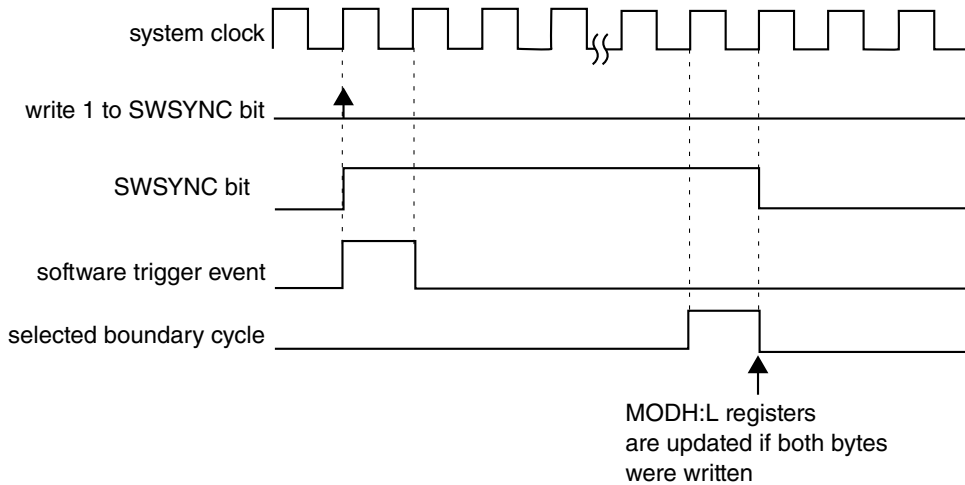 system clock
write 1 to SWSYNC bit
SWSYNC bit
software trigger event
selected boundary cycle
MODH:L registers
are updated if both bytes
were written